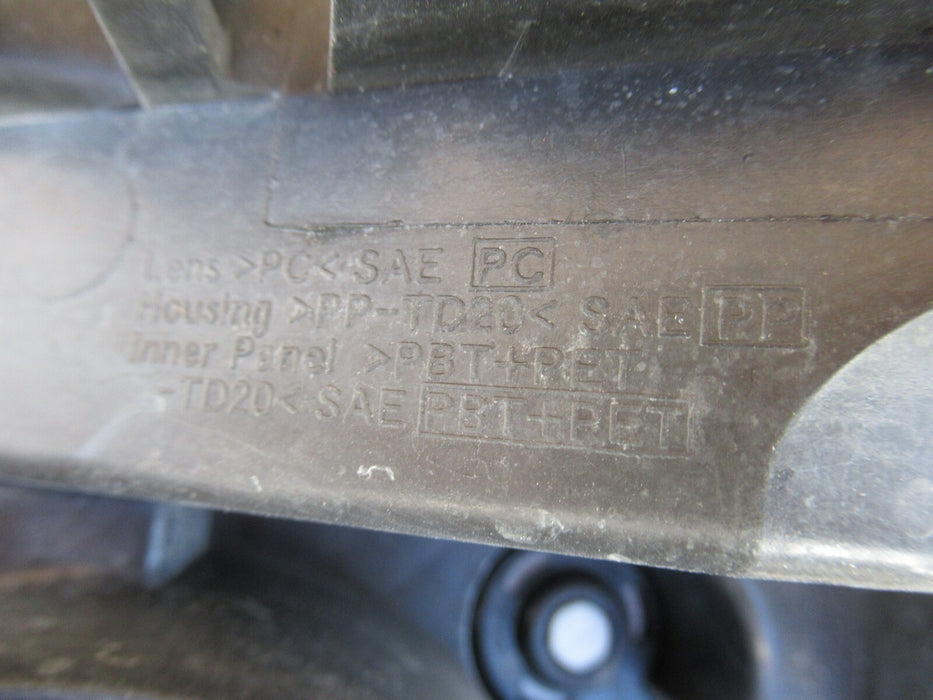 Lens >PC< SAE PC
Housing >PP-TD20< SAE PP
Inner Panel >PBT+PET
-TD20< SAE PBT+PET